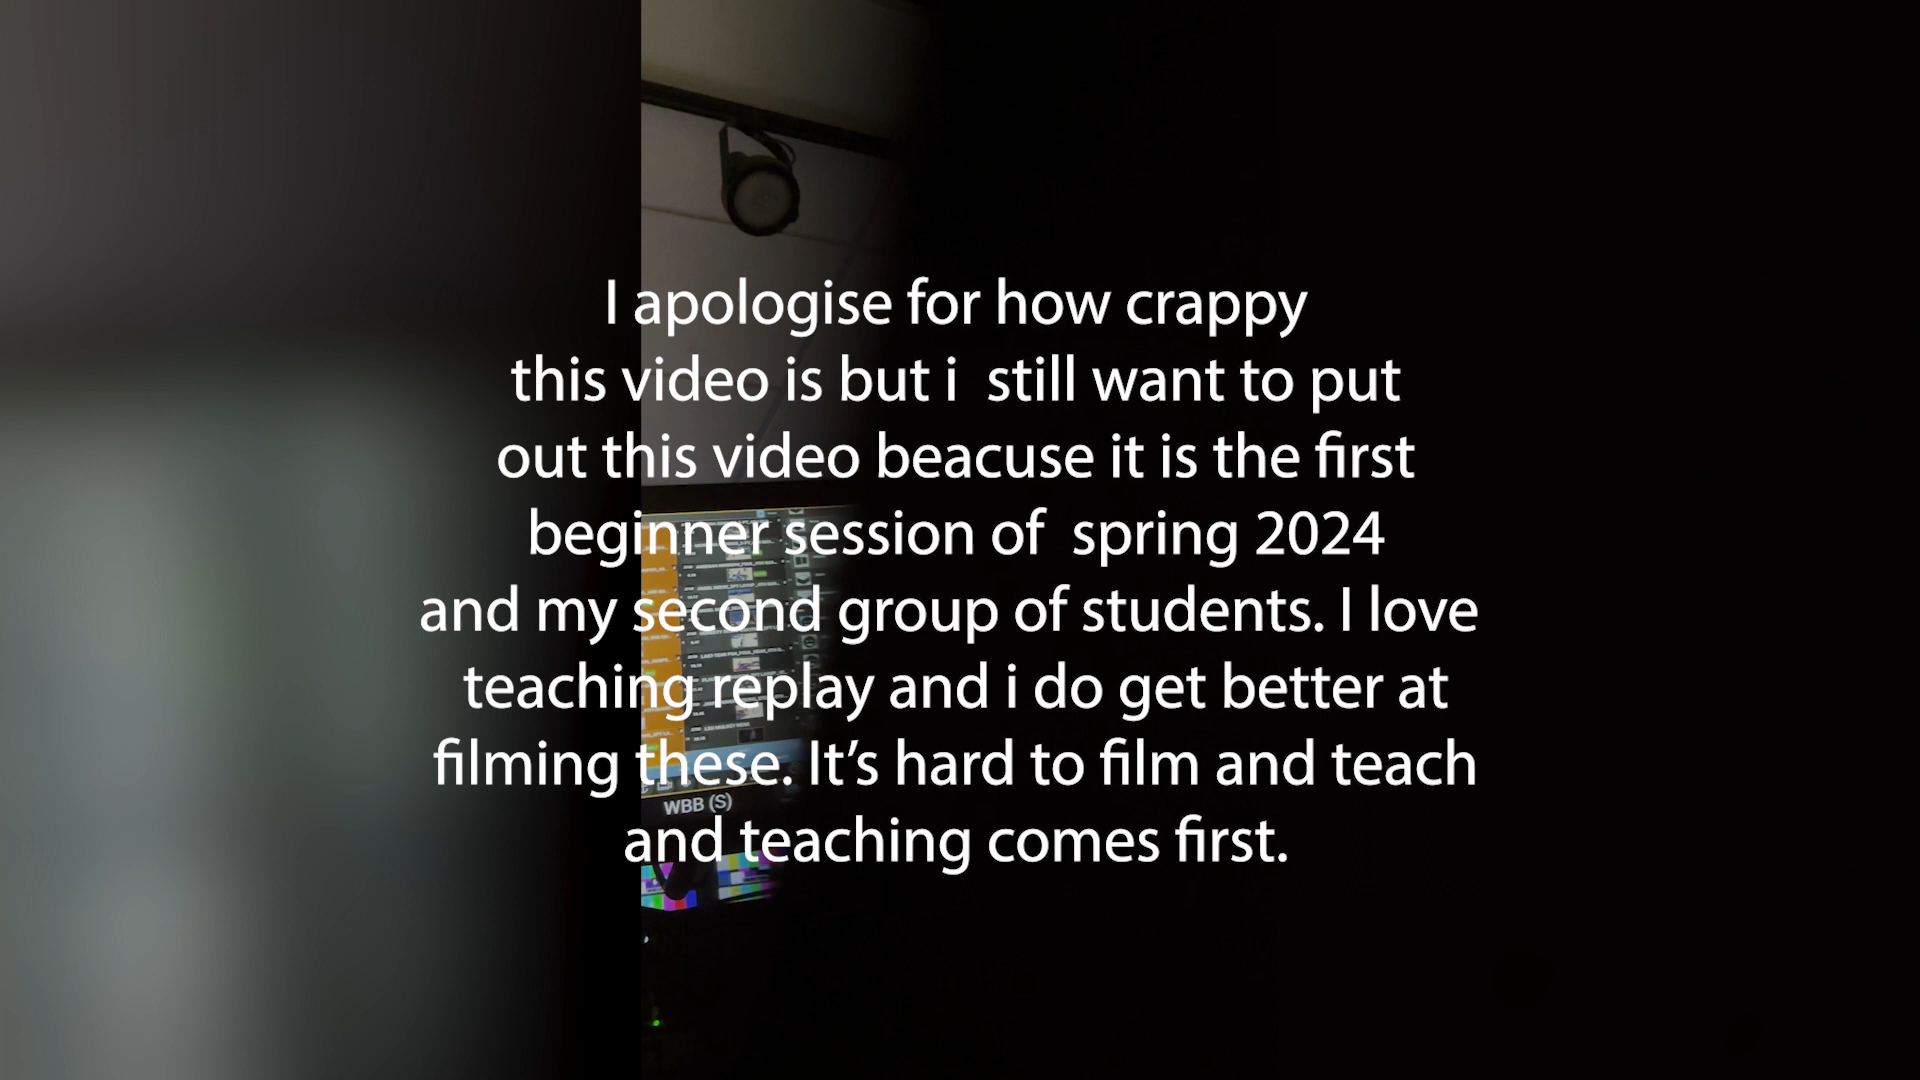 I apologise for how crappy
this video is but i  still want to put
out this video beacuse it is the first
beginner session of  spring 2024
and my second group of students. I love
teaching replay and i do get better at
filming these. It’s hard to film and teach
and teaching comes first.
WBB (S)